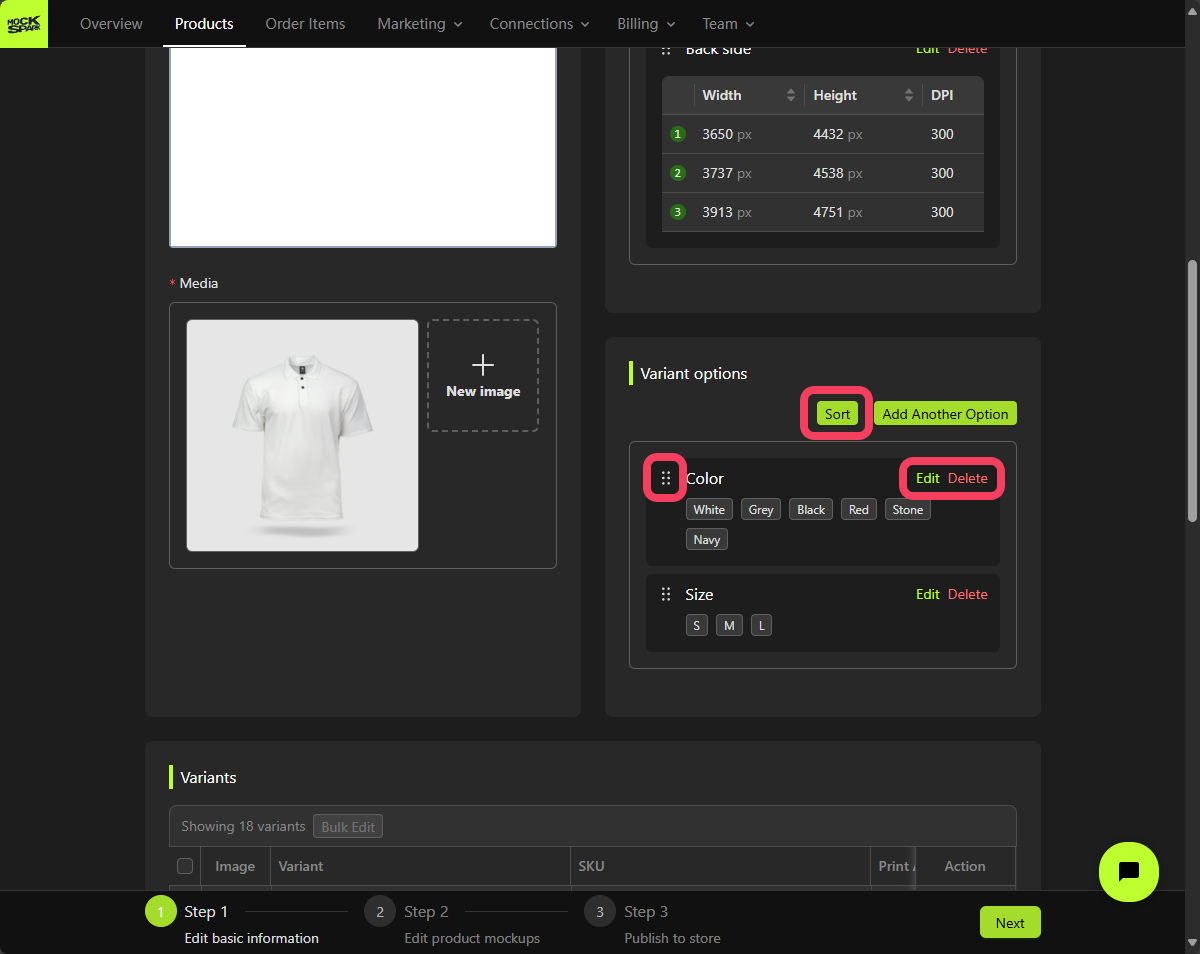 MOCK SPARK
Overview Products Order Items Marketing Connections Billing Team
Back side Edit Delete
Width Height DPI
1 3650 px 4432 px 300
2 3737 px 4538 px 300
3 3913 px 4751 px 300
* Media
New image
Variant options
Sort Add Another Option
Color Edit Delete
White Grey Black Red Stone
Navy
Size Edit Delete
S M L
Variants
Showing 18 variants Bulk Edit
Image Variant SKU Print Action
1 Step 1 2 Step 2 3 Step 3
Edit basic information Edit product mockups Publish to store
Next